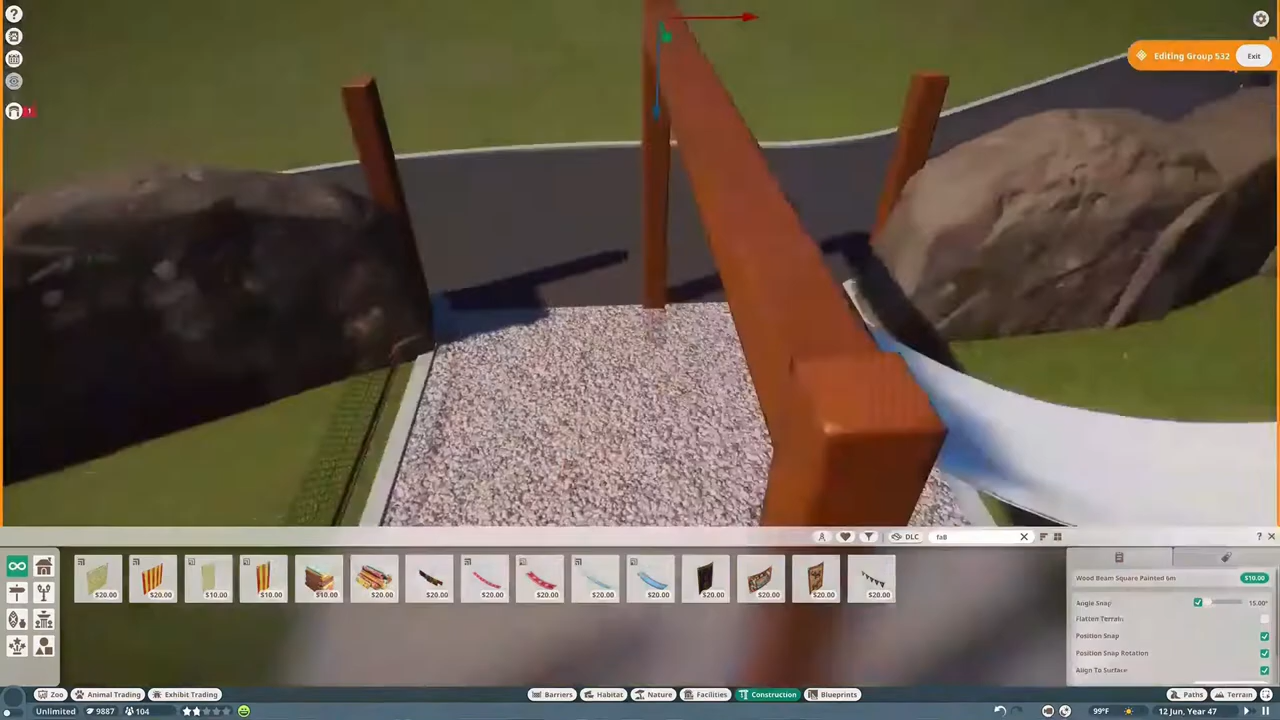 ?
Editing Group 532
Exit
1
DLC
faB
?
$20.00
$20.00
$10.00
$10.00
$10.00
$20.00
$20.00
$20.00
$20.00
$20.00
$20.00
$20.00
$20.00
$20.00
$20.00
Wood Beam Square Painted 6m
$10.00
Angle Snap
15.00°
Flatten Terrain
Position Snap
Position Snap Rotation
Align To Surface
Zoo
Animal Trading
Exhibit Trading
Barriers
Habitat
Nature
Facilities
Construction
Blueprints
Paths
Terrain
Unlimited
9887
104
99°F
12 Jun, Year 47